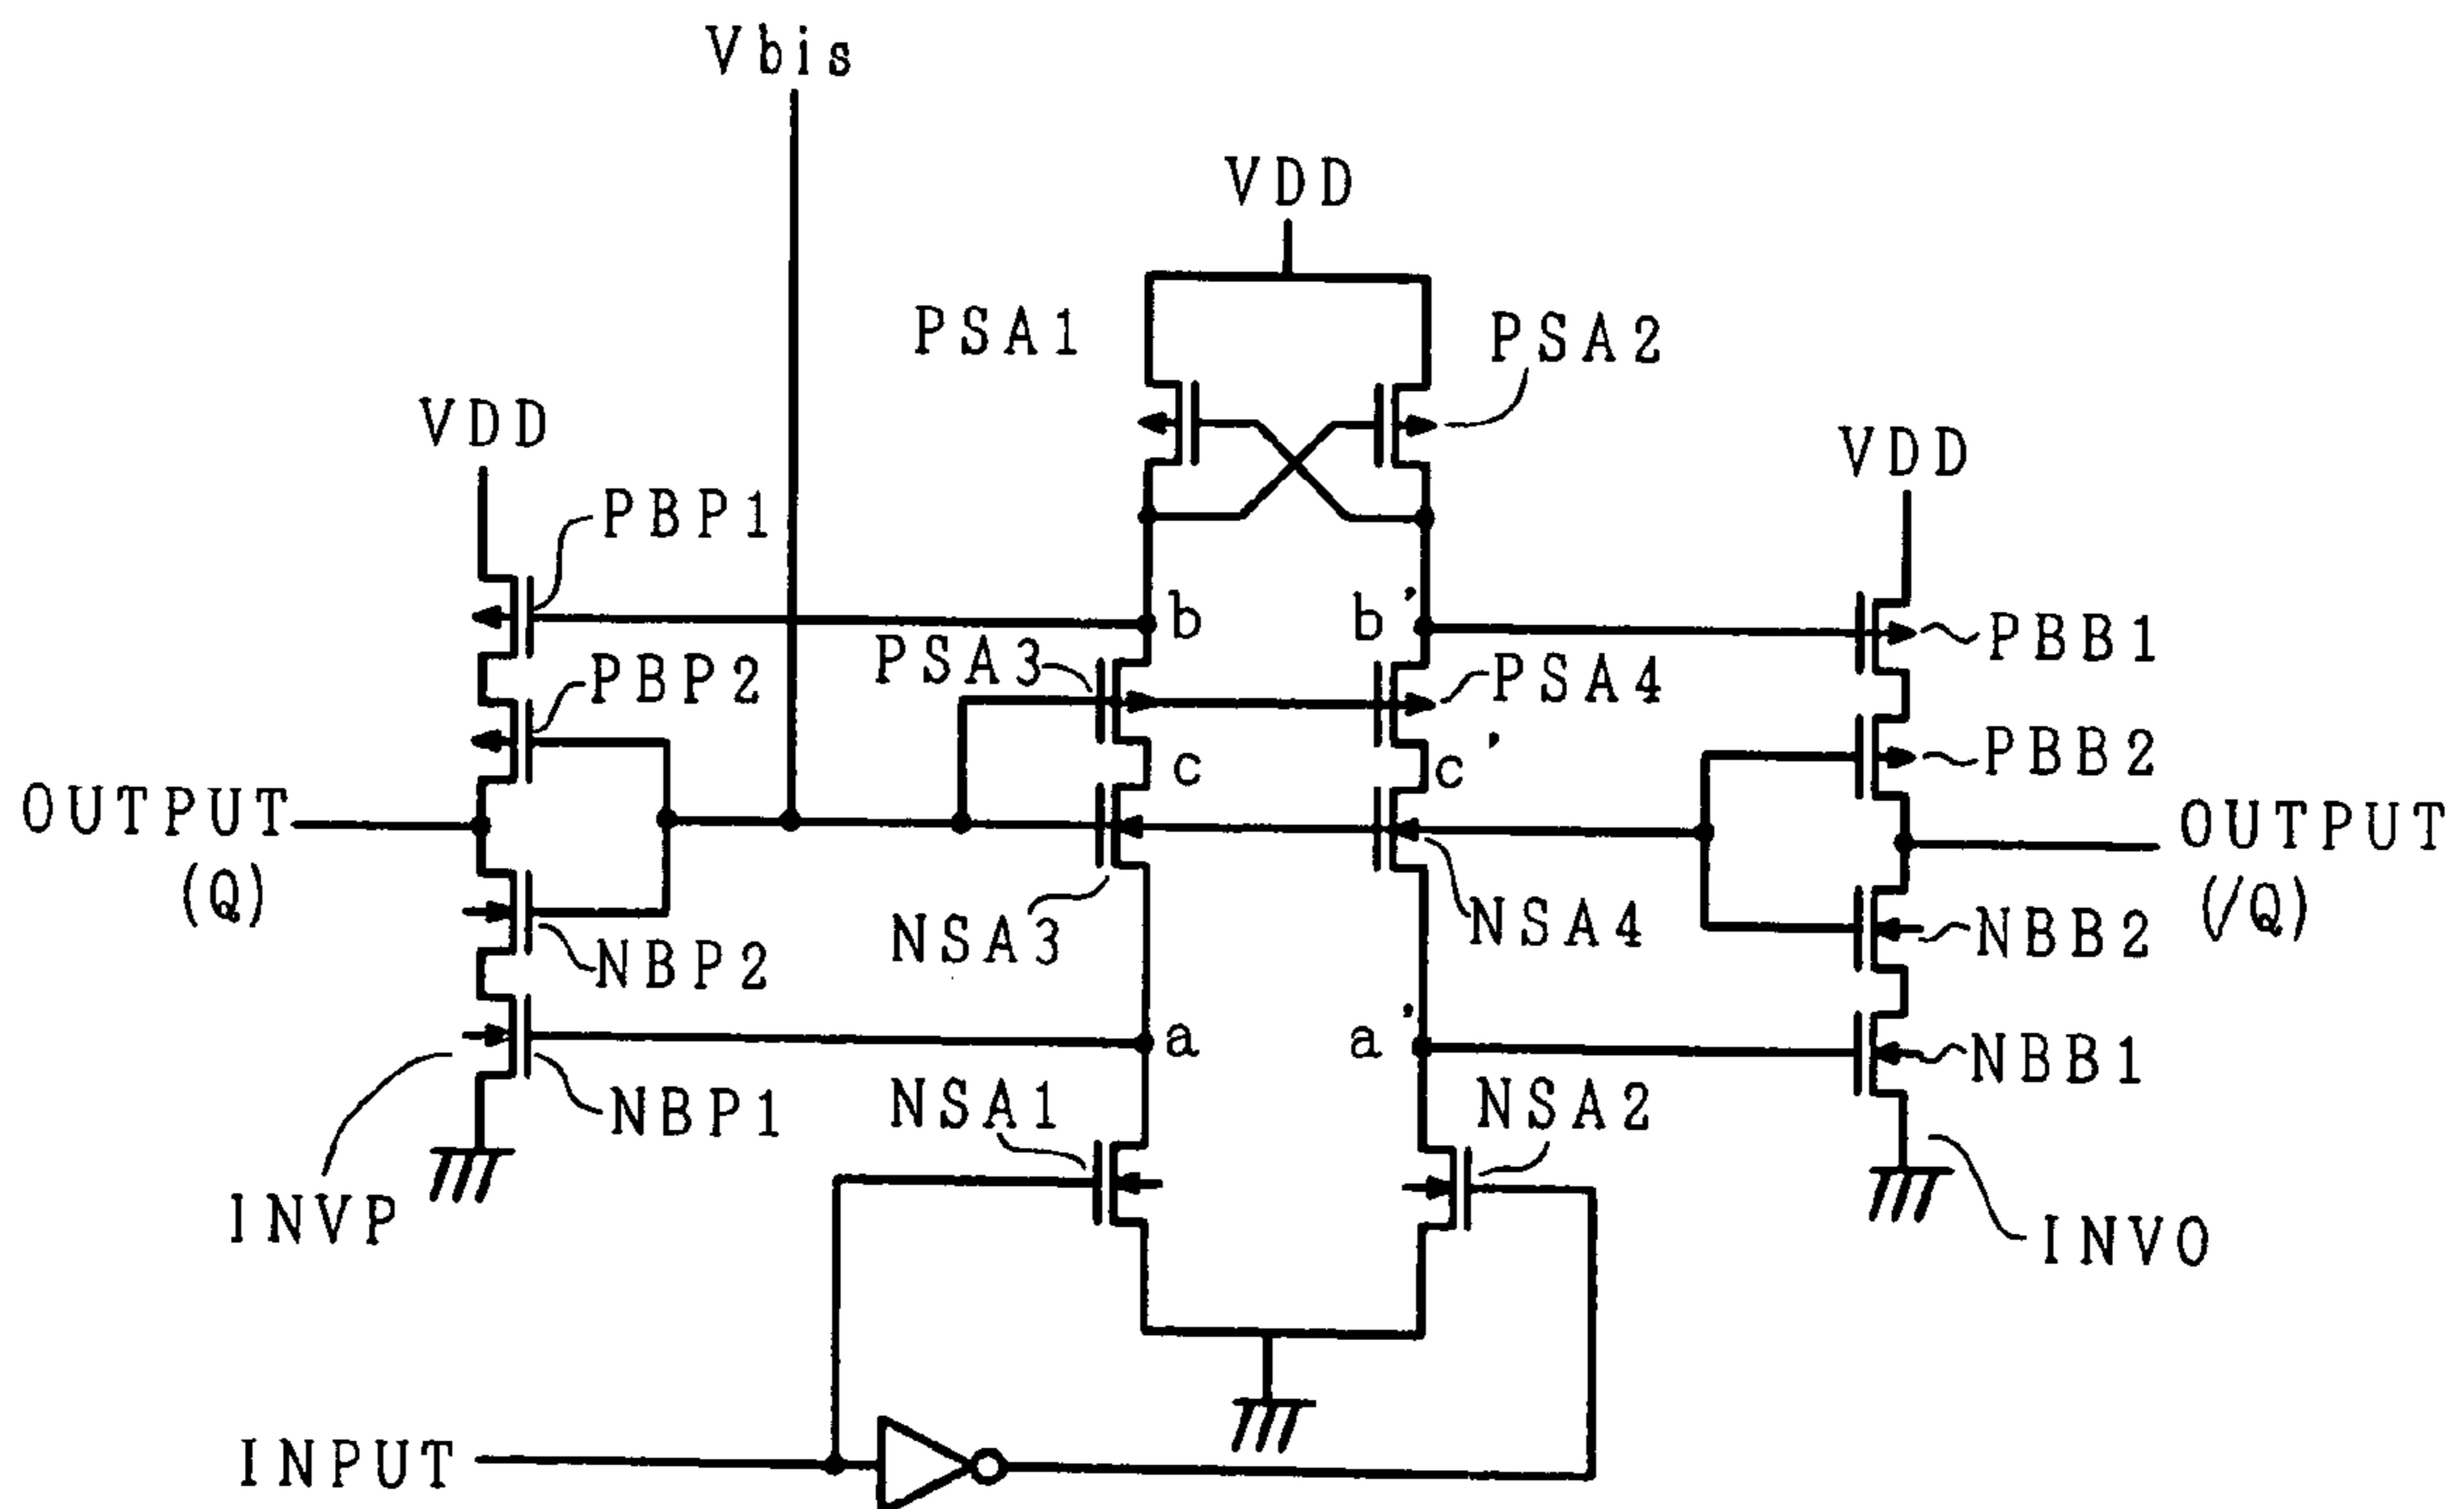 Vbis
VDD
PSA1
PSA2
VDD
VDD
PBP1
b
b'
PBB1
PSA3
PSA4
PBP2
PBB2
c
c'
OUTPUT
(Q)
OUTPUT
(/Q)
NSA3
NSA4
NBB2
NBP2
a
a'
NBB1
NSA1
NSA2
NBP1
INVP
INVO
INPUT